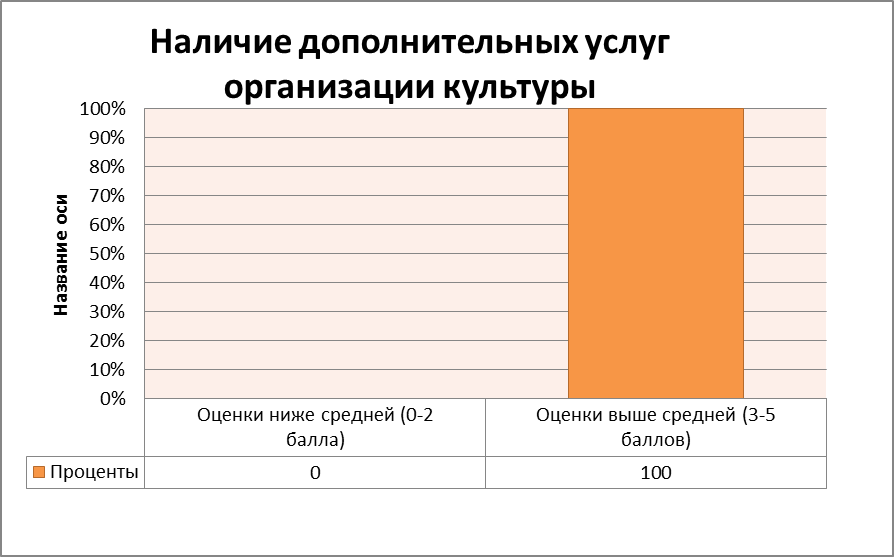 Наличие дополнительных услуг
организации культуры
100%
90%
80%
70%
60%
50%
40%
30%
20%
10%
0%
Название оси
Оценки ниже средней (0-2
балла)
Оценки выше средней (3-5
баллов)
Проценты 0 100